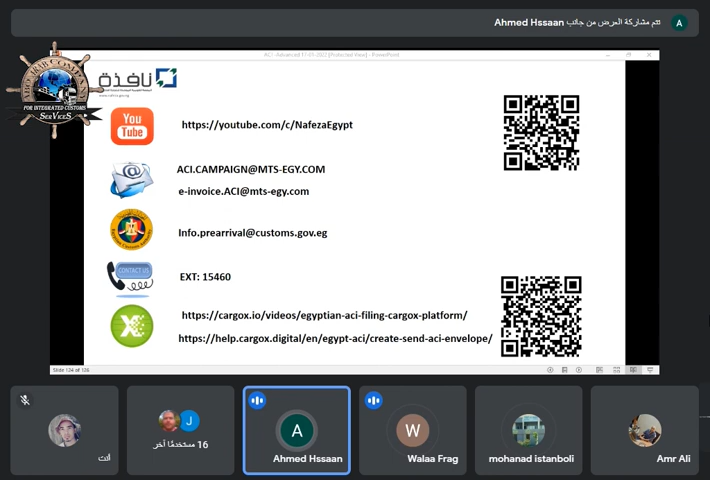 تتم مشاركة العرض من جانب Ahmed Hssaan
A
ACI - Advanced 11-01-2022 [Protected View] - PowerPoint
FOR INTEGRATED CUSTOMS
SERVICES
نافذة
You
Tube
https://youtube.com/c/NafezaEgypt
ACI.CAMPAIGN@MTS-EGY.COM
e-invoice.ACI@mts-egy.com
Info.prearrival@customs.gov.eg
CONTACT US
EXT: 15460
https://cargox.io/videos/egyptian-aci-filing-cargox-platform/
https://help.cargox.digital/en/egypt-aci/create-send-aci-envelope/
Slide 124 of 126
J
A
W
أنت
16 مستخدمًا آخر
Ahmed Hssaan
Walaa Frag
mohanad istanboli
Amr Ali